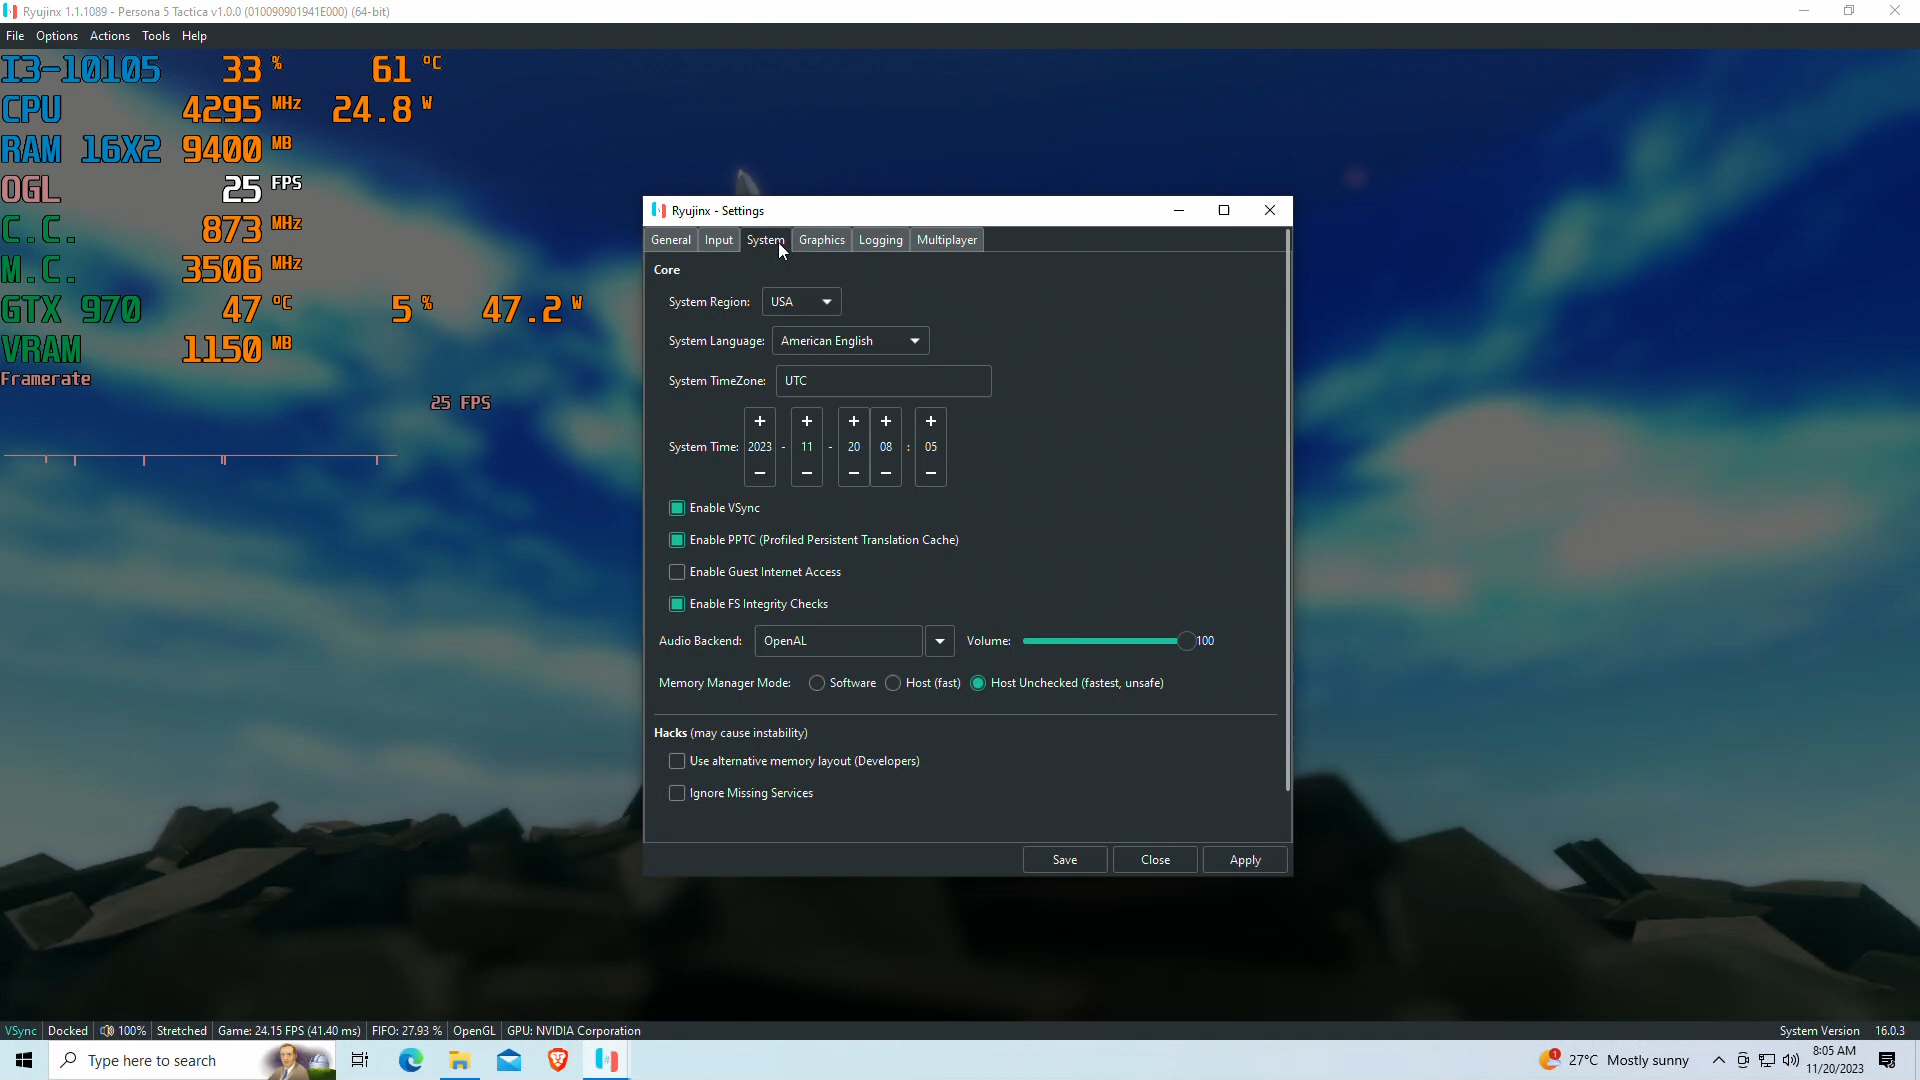 Ryujinx 1.1.1089 - Persona 5 Tactica v1.0.0 (010090901941E000) (64-bit)
File Options Actions Tools Help
I3-10105 33 % 61 °C
CPU 4295 MHz 24.8 W
RAM 16X2 9400 MB
OGL 25 FPS
C.C. 873 MHz
M.C. 3506 MHz
GTX 970 47 °C 5 % 47.2 W
VRAM 1150 MB
Framerate
25 FPS
Ryujinx - Settings
General Input System Graphics Logging Multiplayer
Core
System Region: USA
System Language: American English
System TimeZone: UTC
+ + + + +
System Time: 2023 - 11 - 20 08 : 05
− − − − −
Enable VSync
Enable PPTC (Profiled Persistent Translation Cache)
Enable Guest Internet Access
Enable FS Integrity Checks
Audio Backend: OpenAL Volume: 100
Memory Manager Mode: Software Host (fast) Host Unchecked (fastest, unsafe)
Hacks (may cause instability)
Use alternative memory layout (Developers)
Ignore Missing Services
Save Close Apply
VSync Docked 100% Stretched Game: 24.15 FPS (41.40 ms) FIFO: 27.93 % OpenGL GPU: NVIDIA Corporation System Version 16.0.3
Type here to search 1 27°C Mostly sunny 8:05 AM
11/20/2023